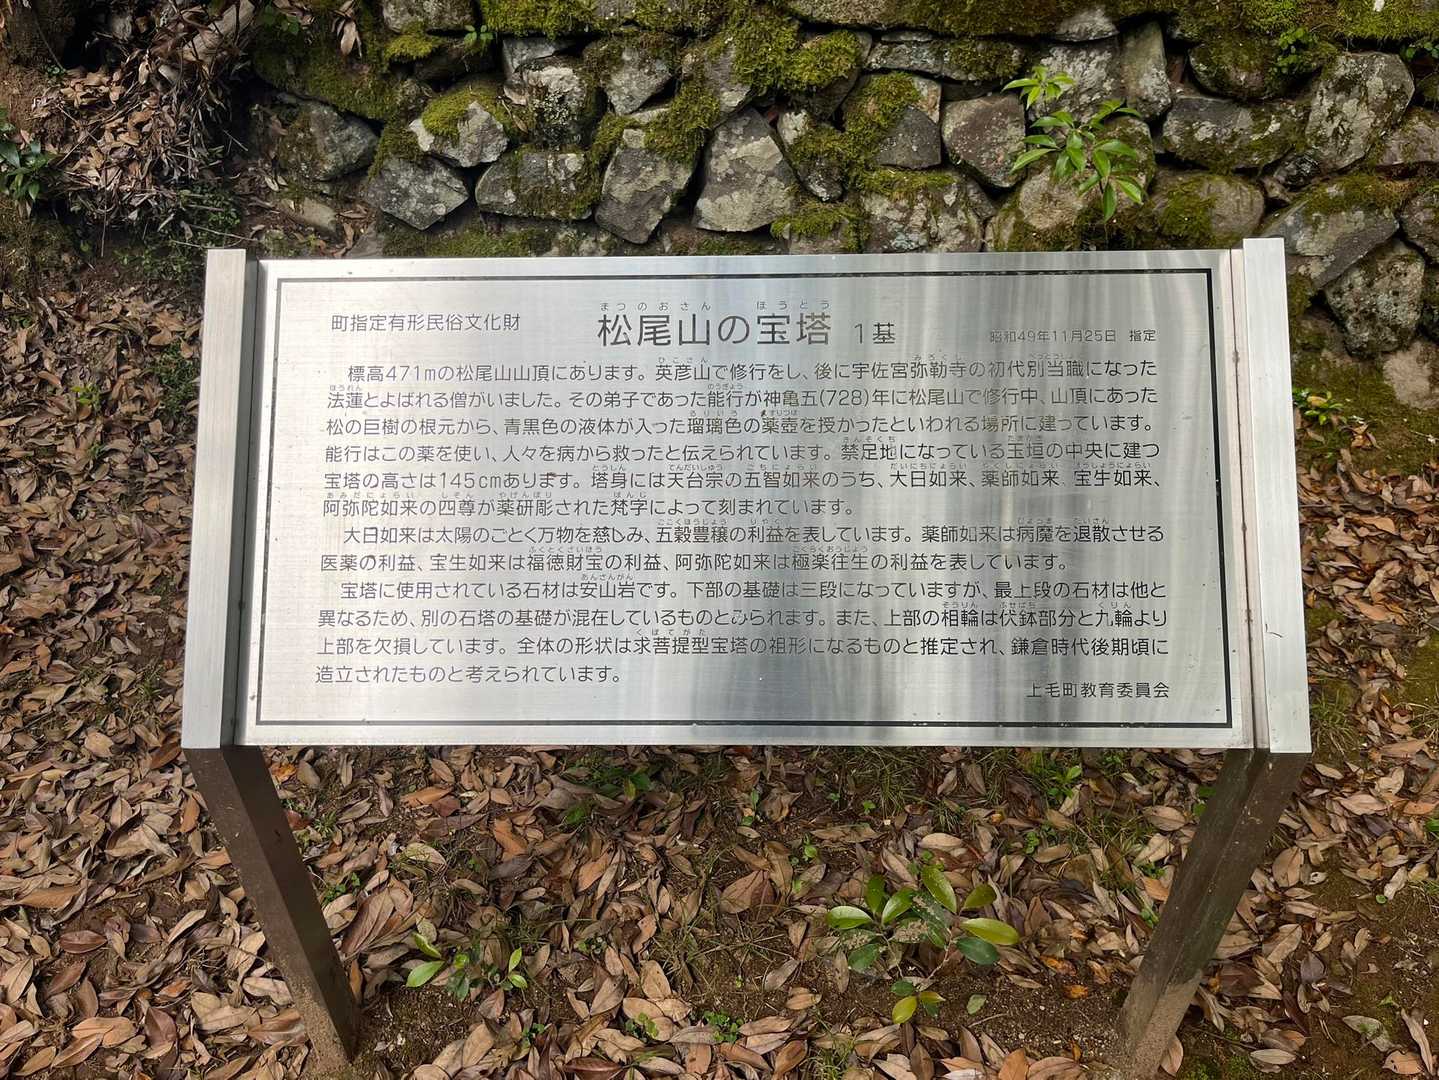 町指定有形民俗文化財
まつのおさん ほうとう
松尾山の宝塔 1基
昭和49年11月25日 指定
標高471mの松尾山山頂にあります。英彦山で修行をし、後に宇佐宮弥勒寺の初代別当職になった
法蓮とよばれる僧がいました。その弟子であった能行が神亀五(728)年に松尾山で修行中、山頂にあった
松の巨樹の根元から、青黒色の液体が入った瑠璃色の薬壺を授かったといわれる場所に建っています。
能行はこの薬を使い、人々を病から救ったと伝えられています。禁足地になっている玉垣の中央に建つ
宝塔の高さは145cmあります。塔身には天台宗の五智如来のうち、大日如来、薬師如来、宝生如来、
阿弥陀如来の四尊が薬研彫された梵字によって刻まれています。
大日如来は太陽のごとく万物を慈しみ、五穀豊穣の利益を表しています。薬師如来は病魔を退散させる
医薬の利益、宝生如来は福徳財宝の利益、阿弥陀如来は極楽往生の利益を表しています。
宝塔に使用されている石材は安山岩です。下部の基礎は三段になっていますが、最上段の石材は他と
異なるため、別の石塔の基礎が混在しているものとみられます。また、上部の相輪は伏鉢部分と九輪より
上部を欠損しています。全体の形状は求菩提型宝塔の祖形になるものと推定され、鎌倉時代後期頃に
造立されたものと考えられています。
上毛町教育委員会